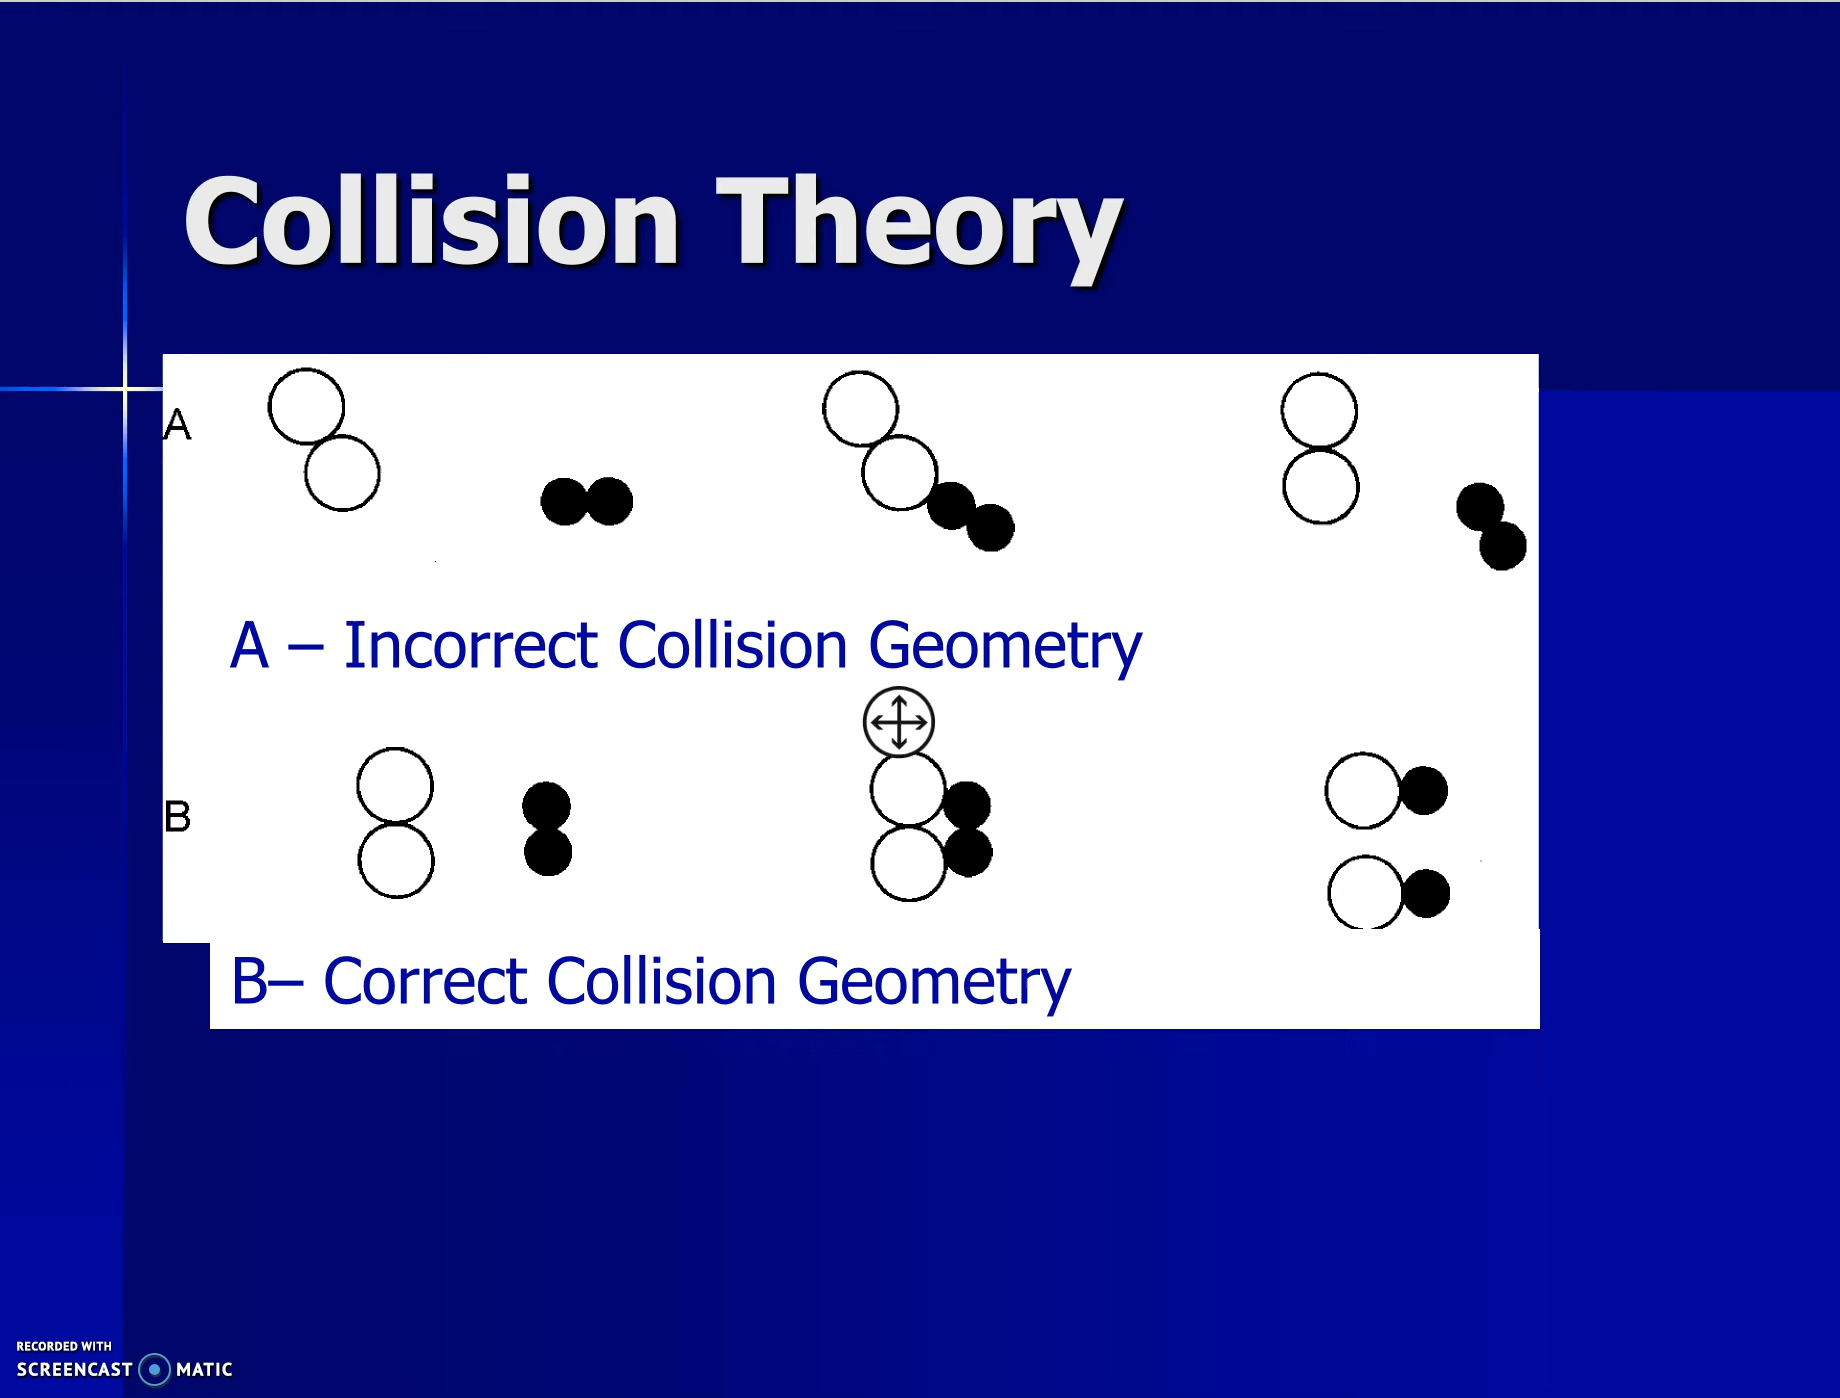 Collision Theory
A
A – Incorrect Collision Geometry
B
B– Correct Collision Geometry
RECORDED WITH
SCREENCAST MATIC